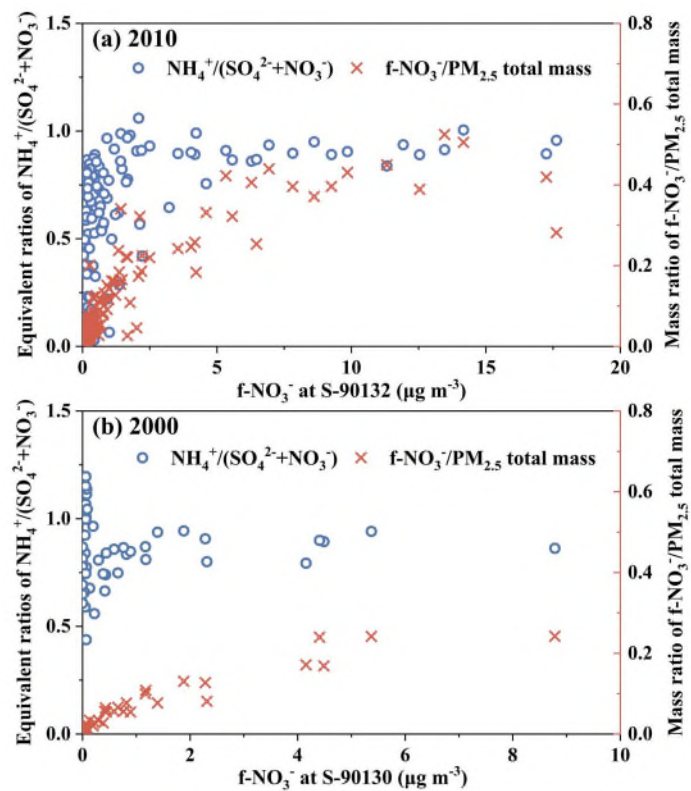 (a) 2010
NH₄⁺/(SO₄²⁻+NO₃⁻) f-NO₃⁻/PM₂.₅ total mass
Equivalent ratios of NH₄⁺/(SO₄²⁻+NO₃⁻)
1.5
1.0
0.5
0.0
0.8
0.6
0.4
0.2
0.0
Mass ratio of f-NO₃⁻/PM₂.₅ total mass
0 5 10 15 20
f-NO₃⁻ at S-90132 (μg m⁻³)
(b) 2000
NH₄⁺/(SO₄²⁻+NO₃⁻) f-NO₃⁻/PM₂.₅ total mass
Equivalent ratios of NH₄⁺/(SO₄²⁻+NO₃⁻)
1.5
1.0
0.5
0.0
0.8
0.6
0.4
0.2
0.0
Mass ratio of f-NO₃⁻/PM₂.₅ total mass
0 2 4 6 8 10
f-NO₃⁻ at S-90130 (μg m⁻³)